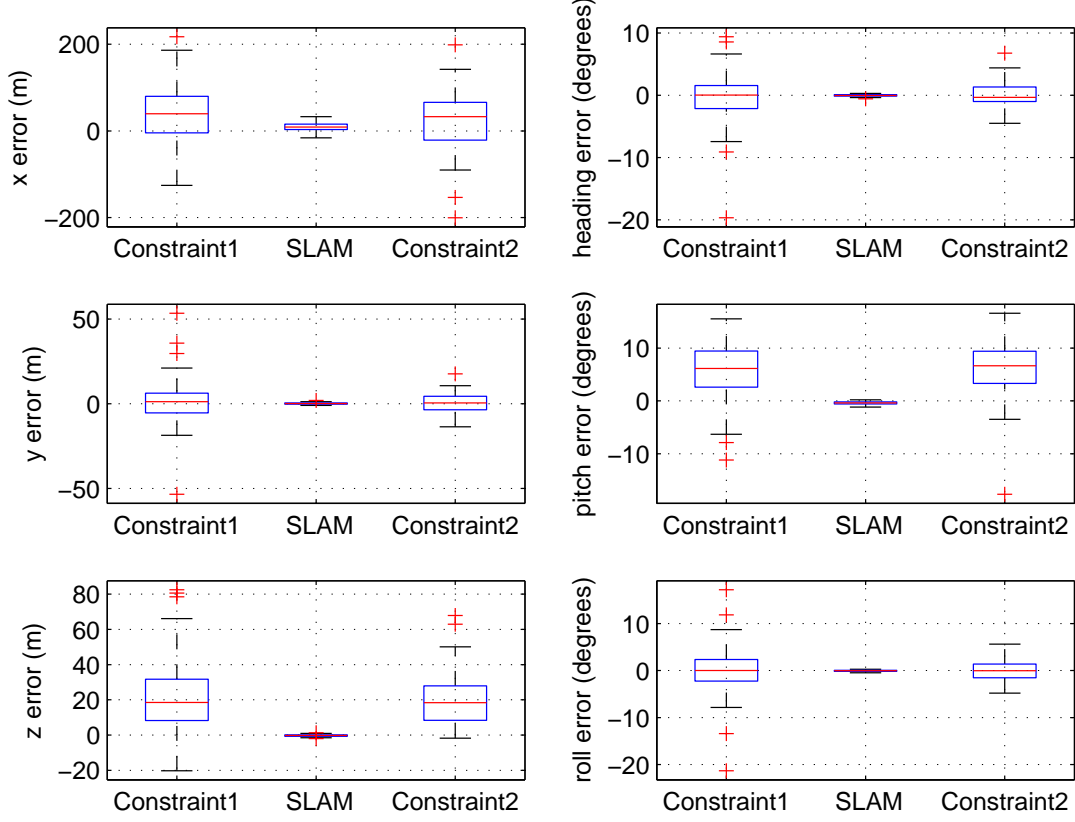 x error (m)
200
0
−200
Constraint1 SLAM Constraint2
heading error (degrees)
10
0
−10
−20
Constraint1 SLAM Constraint2
y error (m)
50
0
−50
Constraint1 SLAM Constraint2
pitch error (degrees)
10
0
−10
Constraint1 SLAM Constraint2
z error (m)
80
60
40
20
0
−20
Constraint1 SLAM Constraint2
roll error (degrees)
10
0
−10
−20
Constraint1 SLAM Constraint2